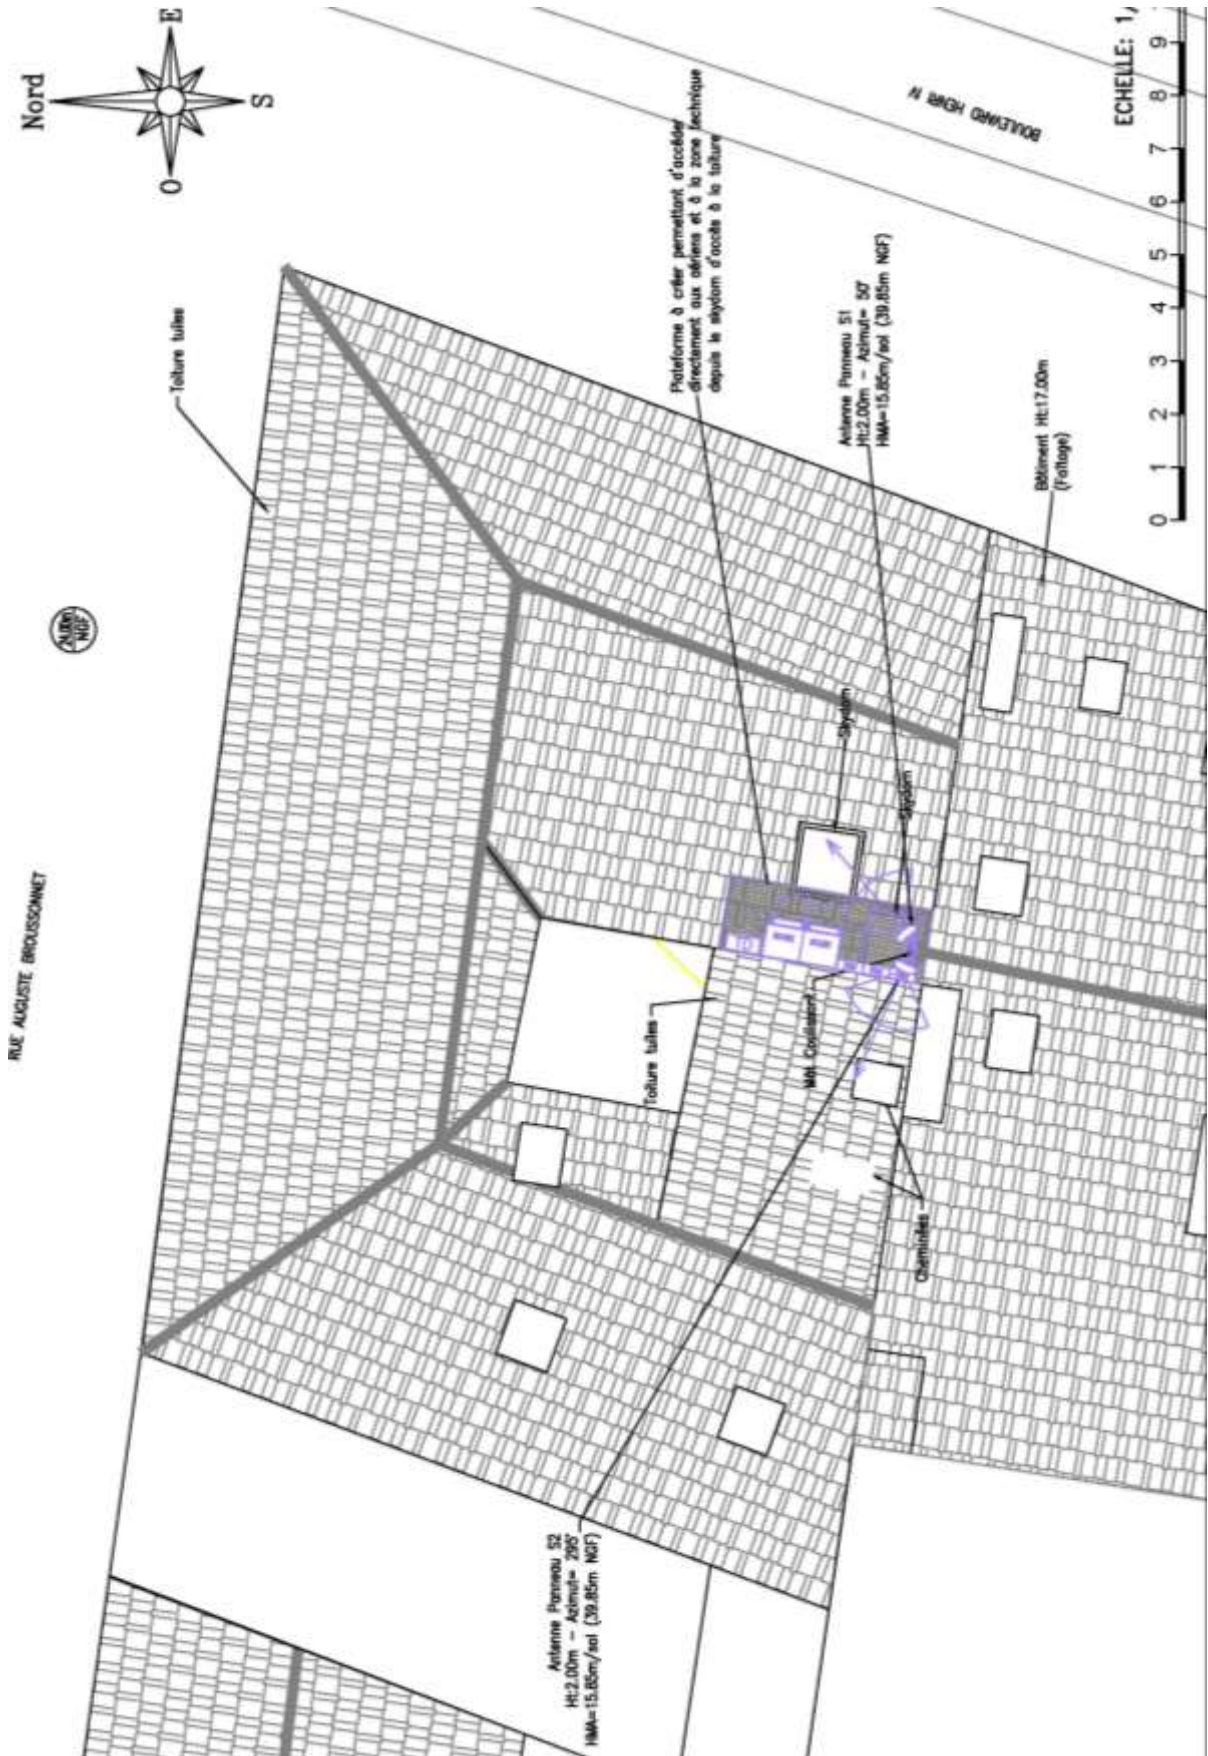 Nord
E
S
O
RUE AUGUSTE BROUSSONNET
NGF
BOULEVARD HENRI IV
Toiture tuiles
Plateforme à créer permettant d'accéder
directement aux aériens et à la zone technique
depuis le skydom d'accès à la toiture
Antenne Panneau S1
Ht:2.00m - Azimut= 50°
HMA=15.85m/sol (39.85m NGF)
Bâtiment Ht:17.00m
(Faîtage)
Skydom
Skydom
Toiture tuiles
Mât Coulissant
Cheminées
Antenne Panneau S2
Ht:2.00m - Azimut= 295°
HMA=15.85m/sol (39.85m NGF)
ECHELLE: 1/
0 1 2 3 4 5 6 7 8 9